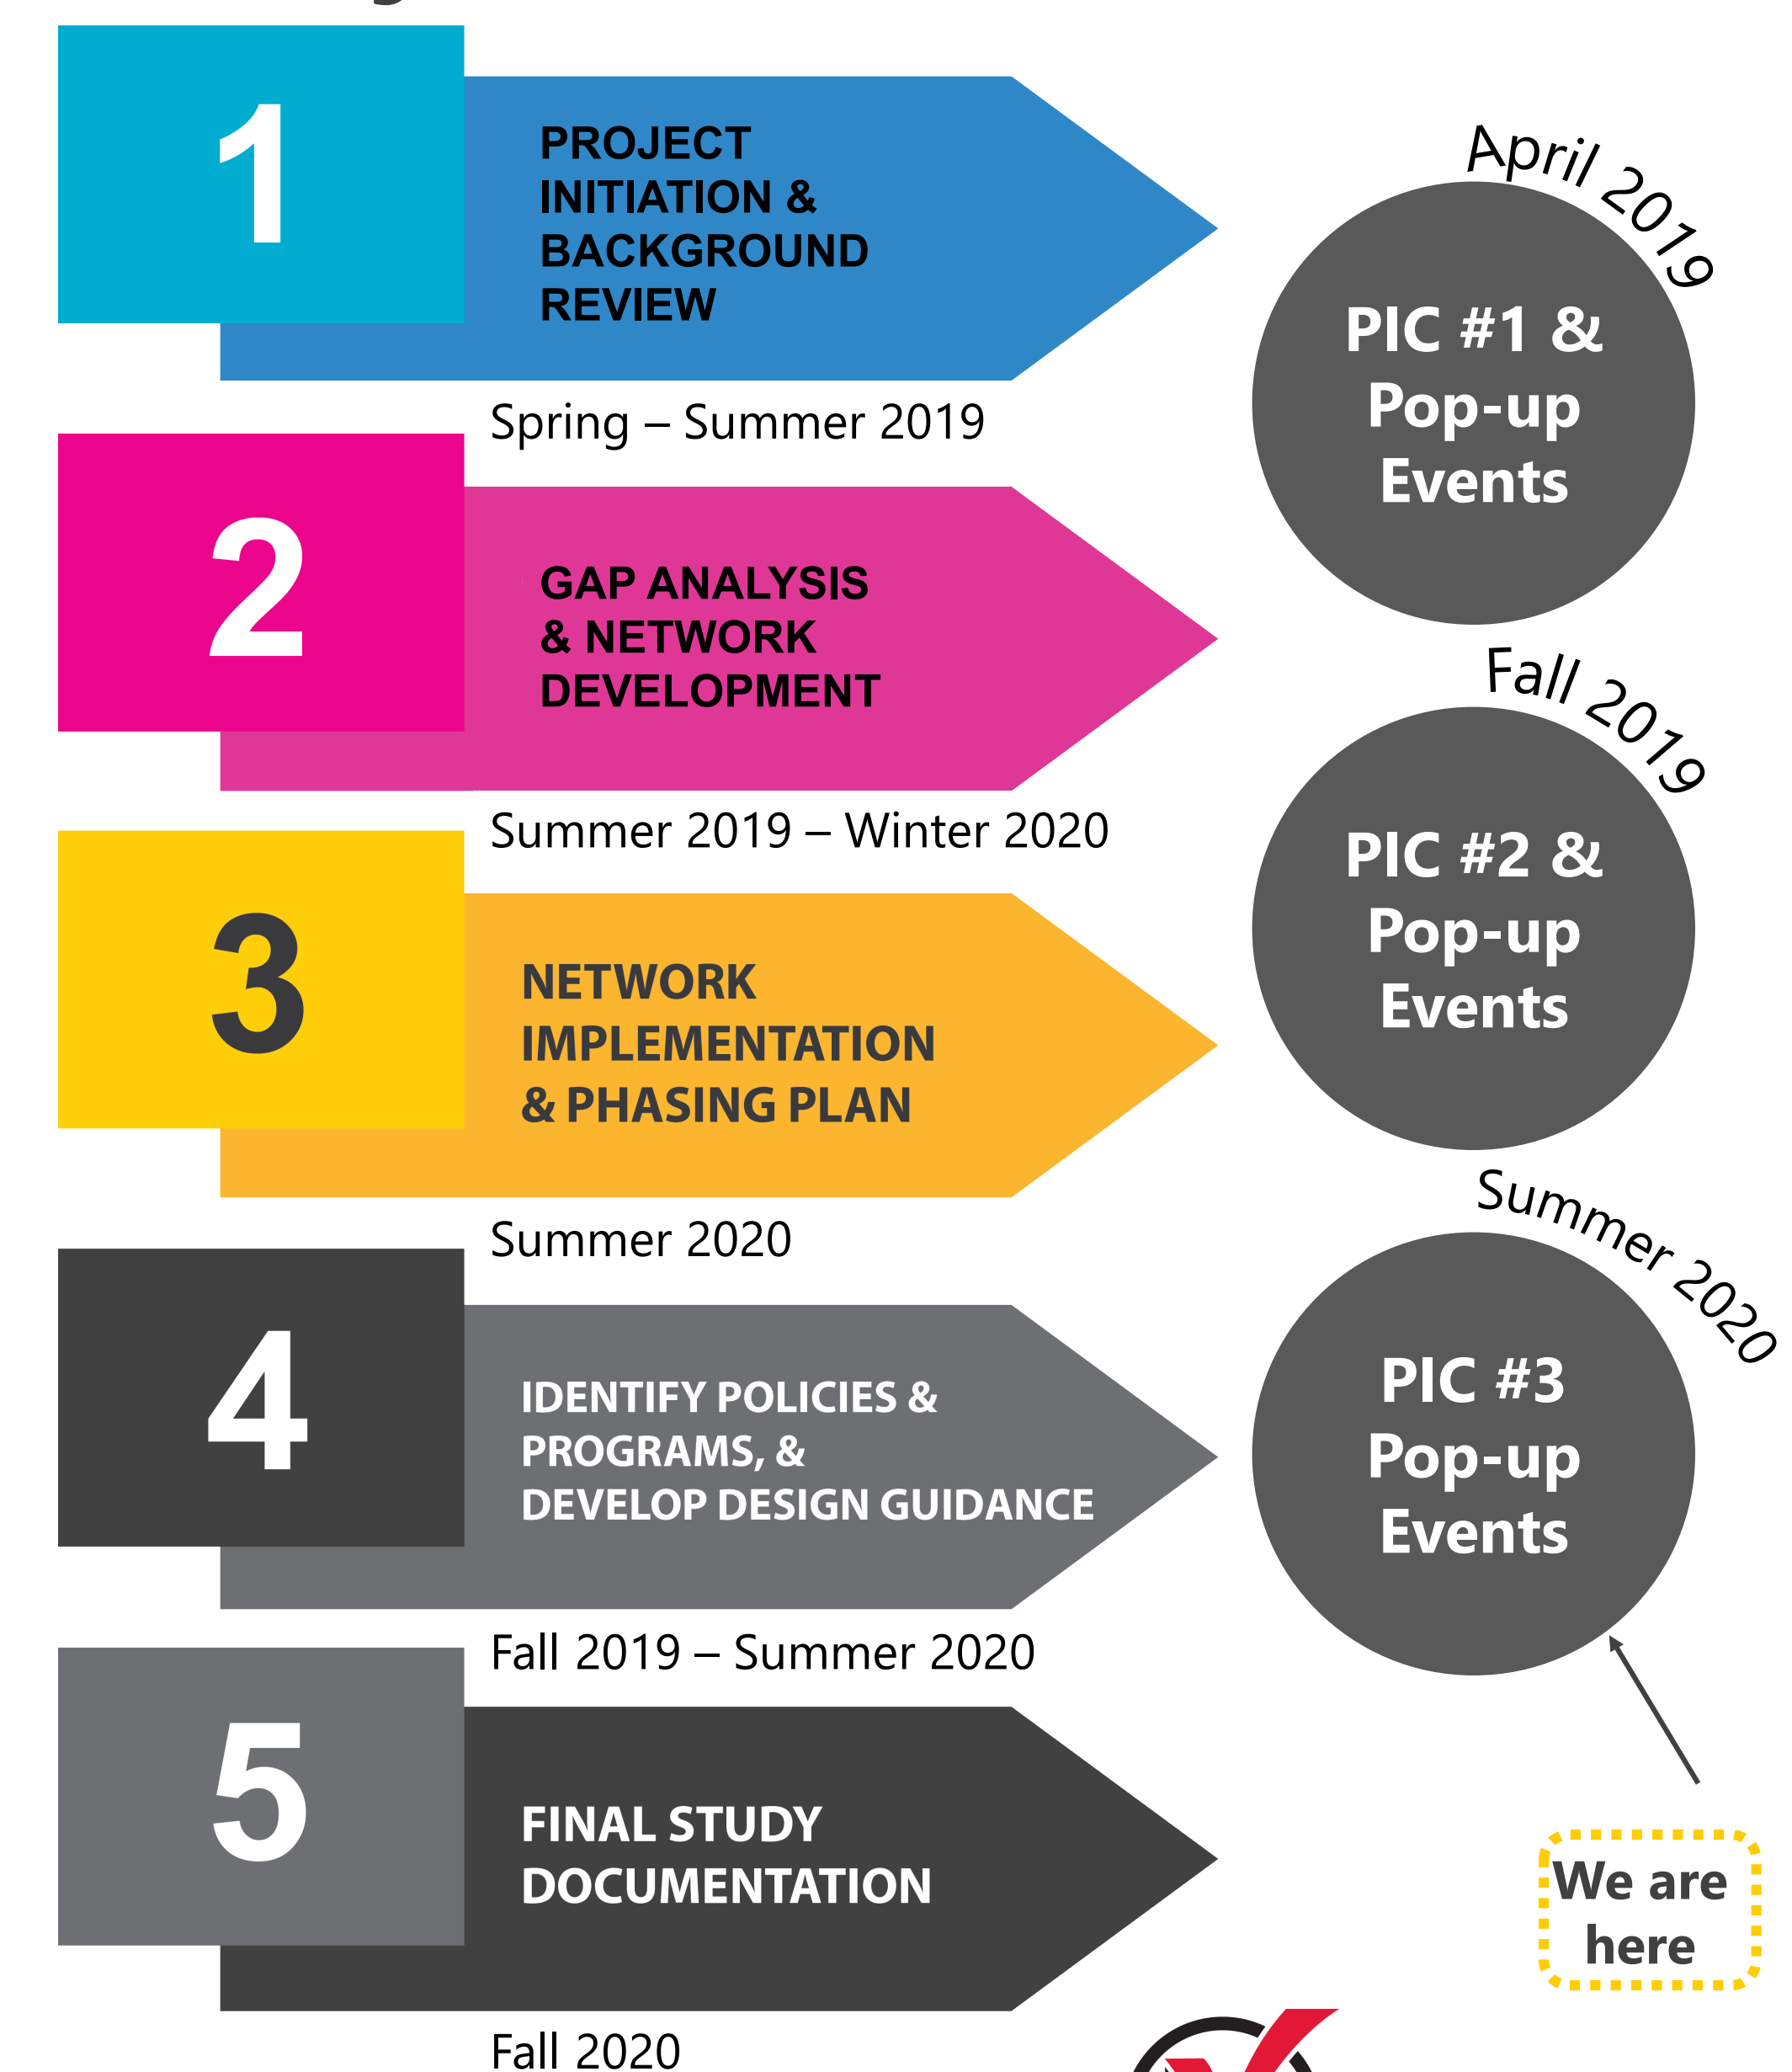 1
PROJECT
INITIATION &
BACKGROUND
REVIEW
Spring – Summer 2019
2
GAP ANALYSIS
& NETWORK
DEVELOPMENT
Summer 2019 – Winter 2020
3
NETWORK
IMPLEMENTATION
& PHASING PLAN
Summer 2020
4
IDENTIFY POLICIES &
PROGRAMS, &
DEVELOP DESIGN GUIDANCE
Fall 2019 – Summer 2020
5
FINAL STUDY
DOCUMENTATION
Fall 2020
April 2019
PIC #1 &
Pop-up
Events
Fall 2019
PIC #2 &
Pop-up
Events
Summer 2020
PIC #3
Pop-up
Events
We are
here